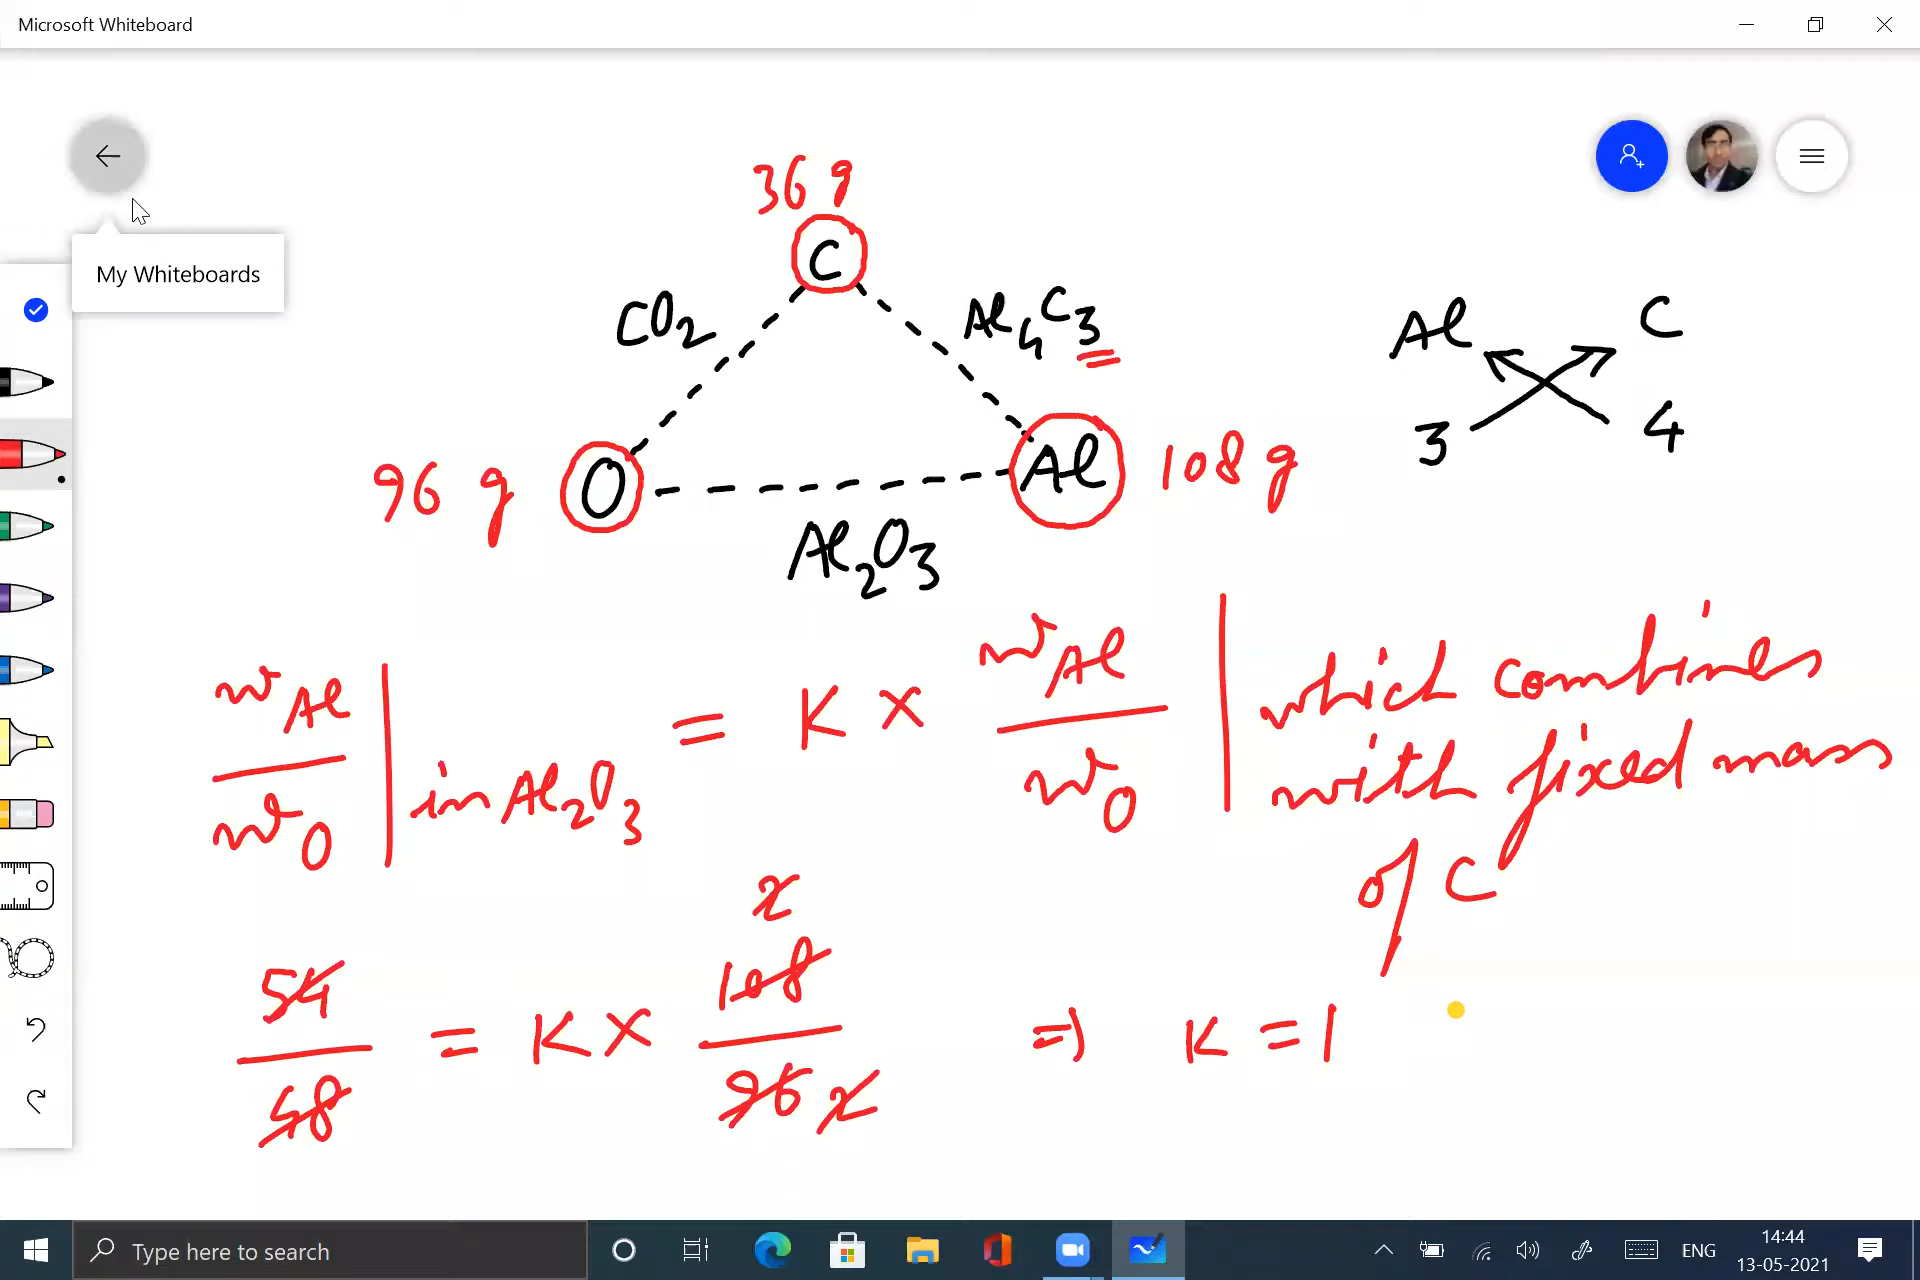 Microsoft Whiteboard
My Whiteboards
36 g
C
CO2
Al4C3
Al C
3 4
96 g O Al 108 g
Al2O3
wAl / wO | in Al2O3 = K × wAl / wO | which combines
with fixed mass
of C
54 / 48 = K × 108 / 96 ⇒ K = 1
2
2
Type here to search
ENG
14:44
13-05-2021